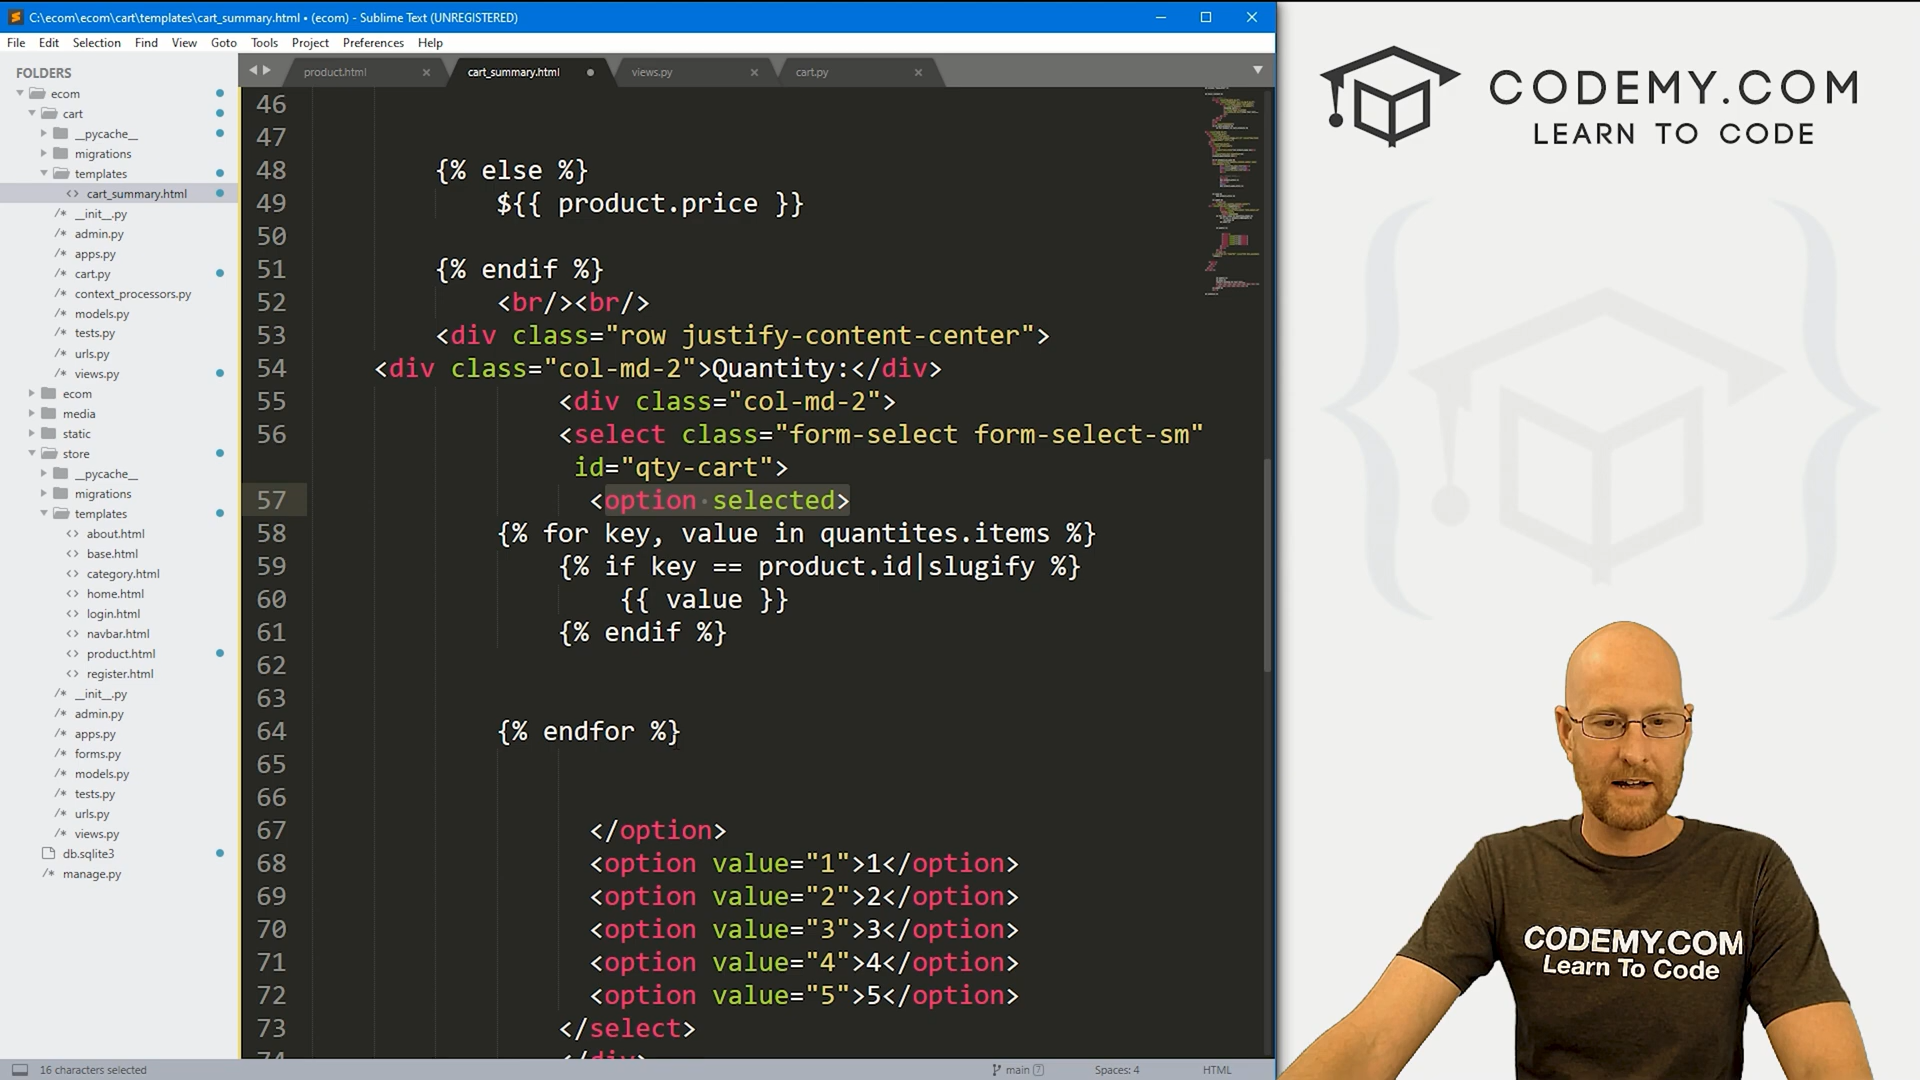 C:\ecom\ecom\cart\templates\cart_summary.html • (ecom) - Sublime Text (UNREGISTERED)
File Edit Selection Find View Goto Tools Project Preferences Help
FOLDERS
ecom
cart
__pycache__
migrations
templates
cart_summary.html
__init__.py
admin.py
apps.py
cart.py
context_processors.py
models.py
tests.py
urls.py
views.py
ecom
media
static
store
__pycache__
migrations
templates
about.html
base.html
category.html
home.html
login.html
navbar.html
product.html
register.html
__init__.py
admin.py
apps.py
forms.py
models.py
tests.py
urls.py
views.py
db.sqlite3
manage.py
product.html cart_summary.html views.py cart.py
46
47
48 {% else %}
49 ${{ product.price }}
50
51 {% endif %}
52 <br/><br/>
53 <div class="row justify-content-center">
54 <div class="col-md-2">Quantity:</div>
55 <div class="col-md-2">
56 <select class="form-select form-select-sm"
id="qty-cart">
57 <option selected>
58 {% for key, value in quantites.items %}
59 {% if key == product.id|slugify %}
60 {{ value }}
61 {% endif %}
62
63
64 {% endfor %}
65
66
67 </option>
68 <option value="1">1</option>
69 <option value="2">2</option>
70 <option value="3">3</option>
71 <option value="4">4</option>
72 <option value="5">5</option>
73 </select>
74 </div>
16 characters selected main 7 Spaces: 4 HTML
CODEMY.COM
LEARN TO CODE
CODEMY.COM
Learn To Code